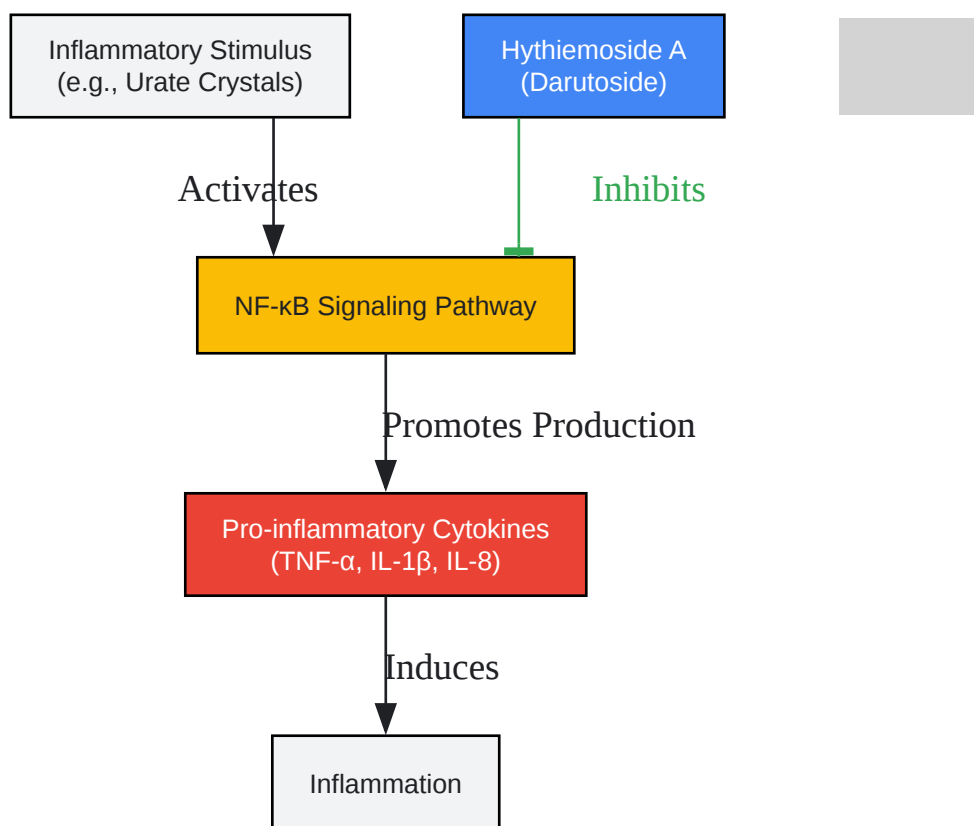 Inflammatory Stimulus
(e.g., Urate Crystals)
Hythiemoside A
(Darutoside)
Activates
Inhibits
NF-κB Signaling Pathway
Promotes Production
Pro-inflammatory Cytokines
(TNF-α, IL-1β, IL-8)
Induces
Inflammation